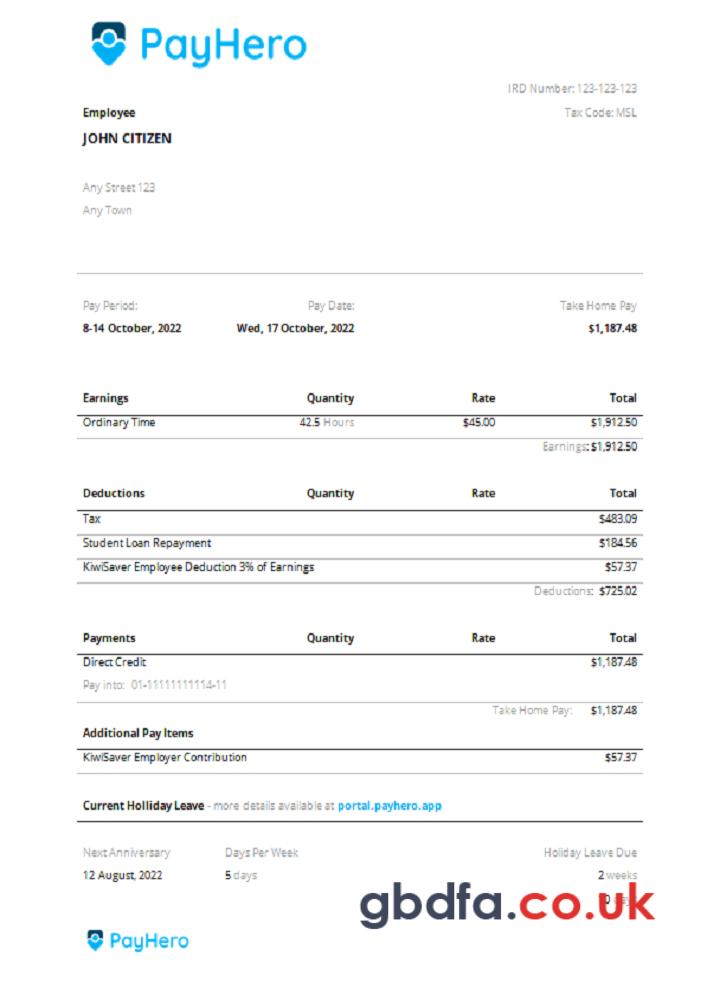 PayHero
IRD Number: 123-123-123
Employee
Tax Code: MSL
JOHN CITIZEN
Any Street 123
Any Town
Pay Period: Pay Date: Take Home Pay
8-14 October, 2022 Wed, 17 October, 2022 $1,187.48
Earnings Quantity Rate Total
Ordinary Time 42.5 Hours $45.00 $1,912.50
Earnings: $1,912.50
Deductions Quantity Rate Total
Tax $483.09
Student Loan Repayment $184.56
KiwiSaver Employee Deduction 3% of Earnings $57.37
Deductions: $725.02
Payments Quantity Rate Total
Direct Credit $1,187.48
Pay into: 01-11111111114-11
Take Home Pay: $1,187.48
Additional Pay Items
KiwiSaver Employer Contribution $57.37
Current Holliday Leave - more details available at portal.payhero.app
Next Anniversary Days Per Week Holiday Leave Due
12 August, 2022 5 days 2 weeks
gbdfa.co.uk
PayHero